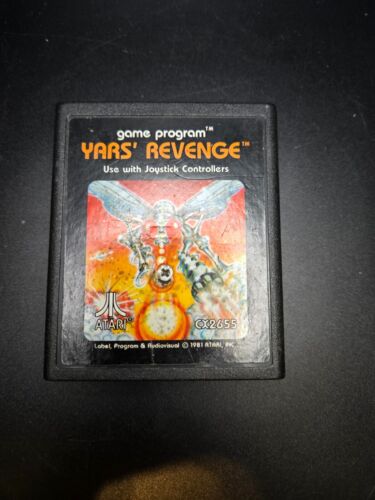 game program™
YARS' REVENGE™
Use with Joystick Controllers
ATARI
CX2655
Label, Program & Audiovisual © 1981 ATARI, INC